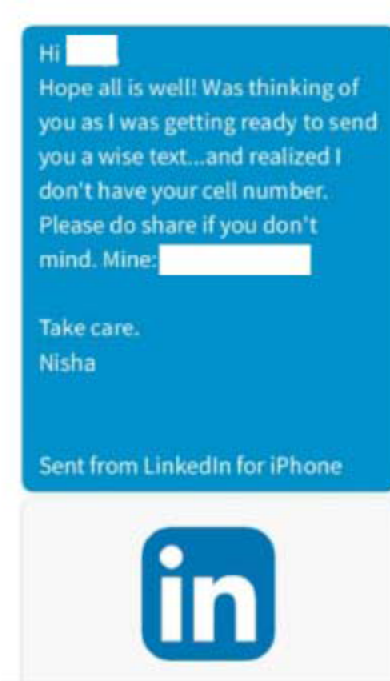 Hi
Hope all is well! Was thinking of
you as I was getting ready to send
you a wise text...and realized I
don't have your cell number.
Please do share if you don't
mind. Mine:
Take care.
Nisha
Sent from LinkedIn for iPhone
in